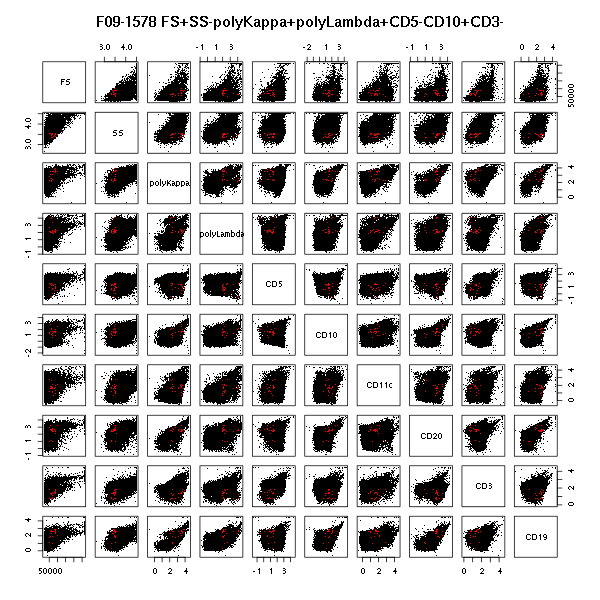 F09-1578 FS+SS-polyKappa+polyLambda+CD5-CD10+CD3-
3.0 4.0 -1 1 3 -1 1 3 -1 1 3 0 2 4
FS
50000
3.0 4.0
SS
polyKappa
0 2 4
-1 1 3
polyLambda
CD5
-1 1 3
-2 1 3
CD10
CD11c
0 2 4
-1 1 3
CD20
CD3
0 2 4
0 2 4
CD19
50000 0 2 4 -1 1 3 0 2 4 0 2 4